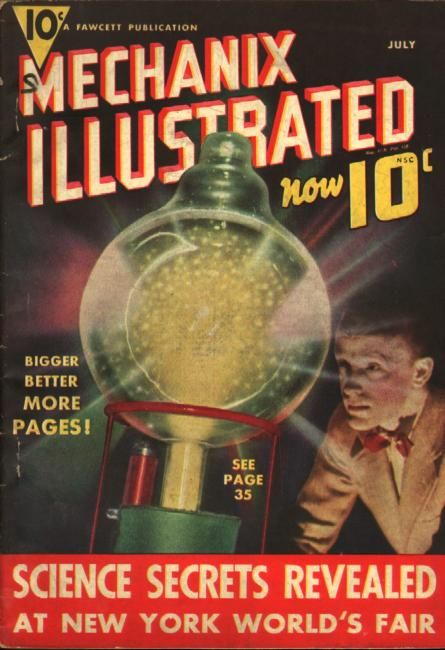 10¢
A FAWCETT PUBLICATION
JULY
MECHANIX
ILLUSTRATED
now 10¢
NSC
BIGGER
BETTER
MORE
PAGES!
SEE
PAGE
35
SCIENCE SECRETS REVEALED
AT NEW YORK WORLD'S FAIR